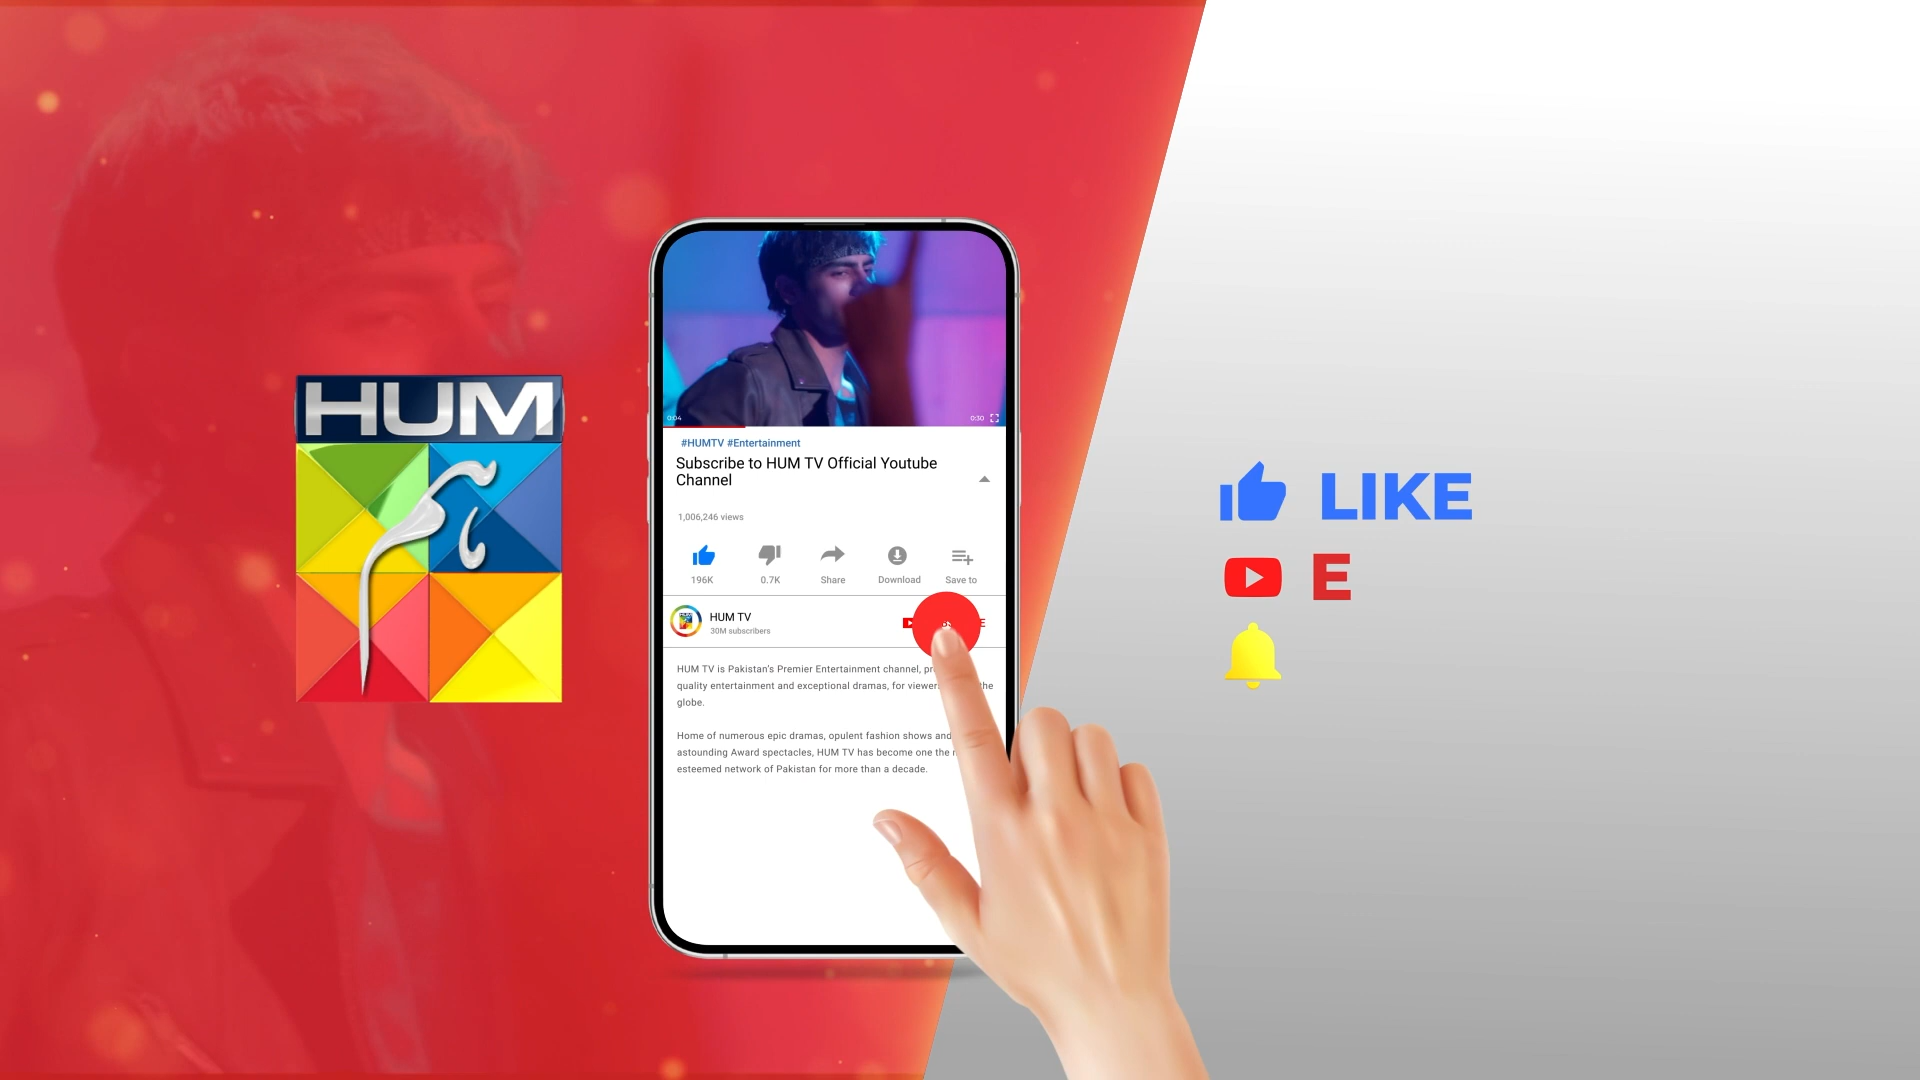 HUM
ہم
0:04
0:30
#HUMTV #Entertainment
Subscribe to HUM TV Official Youtube
Channel
1,006,246 views
196K
0.7K
Share
Download
Save to
HUM TV
30M subscribers
E
HUM TV is Pakistan's Premier Entertainment channel,
quality entertainment and exceptional dramas, for the
globe.
Home of numerous epic dramas, opulent fashion shows and
astounding Award spectacles, HUM TV has become one the
esteemed network of Pakistan for more than a decade.
LIKE
E